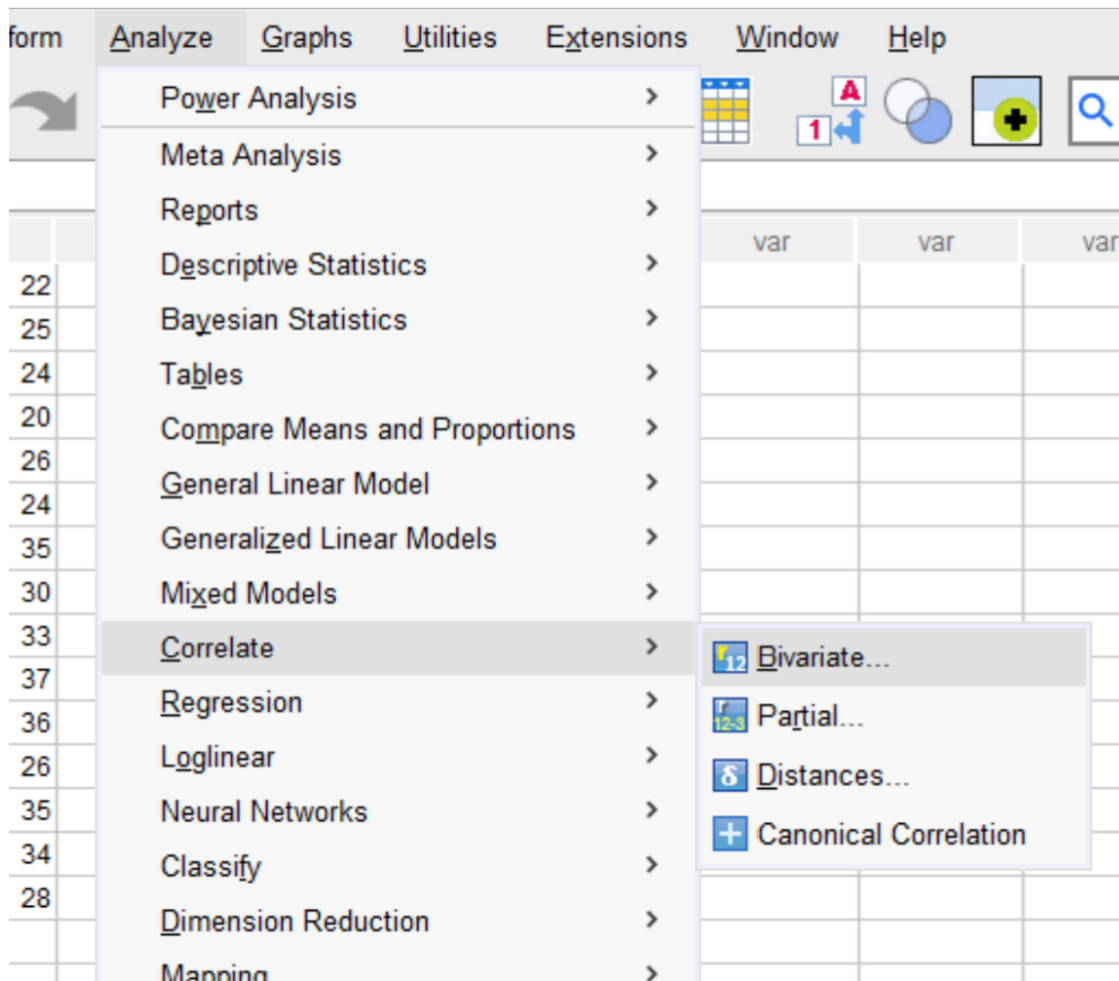 form Analyze Graphs Utilities Extensions Window Help
Power Analysis
A
1
Meta Analysis
Reports
var var var
Descriptive Statistics
22
Bayesian Statistics
25
Tables
24
Compare Means and Proportions
20
26
General Linear Model
24
Generalized Linear Models
35
Mixed Models
30
Correlate
33
12 Bivariate...
Regression
37
12-3 Partial...
36
Loglinear
26
δ Distances...
Neural Networks
35
Canonical Correlation
Classify
34
28
Dimension Reduction
Mapping